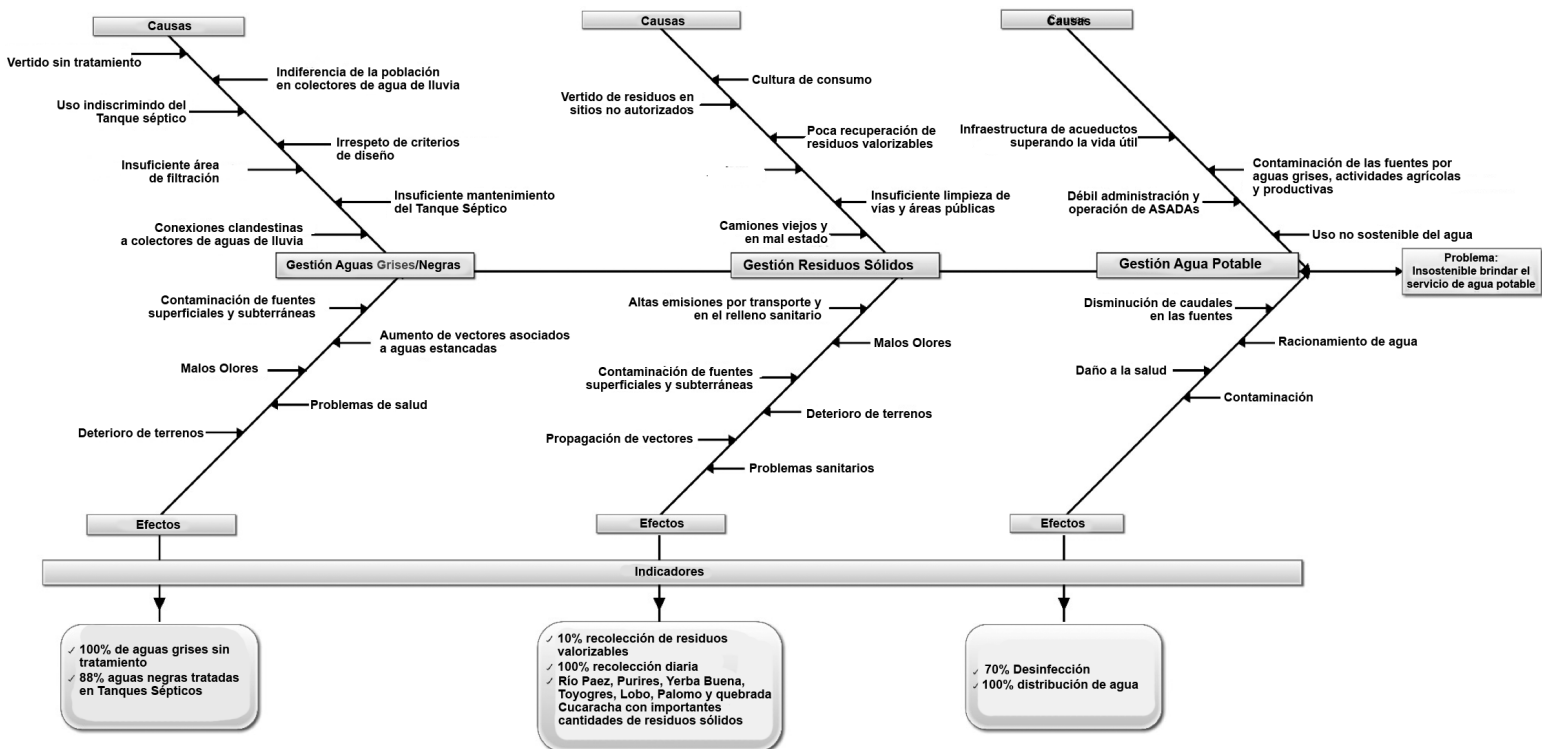 Causas
Vertido sin tratamiento
Indiferencia de la población
en colectores de agua de lluvia
Uso indiscrimindo del
Tanque séptico
Irrespeto de criterios
de diseño
Insuficiente área
de filtración
Insuficiente mantenimiento
del Tanque Séptico
Conexiones clandestinas
a colectores de aguas de lluvia
Gestión Aguas Grises/Negras
Contaminación de fuentes
superficiales y subterráneas
Aumento de vectores asociados
a aguas estancadas
Malos Olores
Problemas de salud
Deterioro de terrenos
Efectos
Causas
Cultura de consumo
Vertido de residuos en
sitios no autorizados
Poca recuperación de
residuos valorizables
Insuficiente limpieza de
vías y áreas públicas
Camiones viejos y
en mal estado
Gestión Residuos Sólidos
Altas emisiones por transporte y
en el relleno sanitario
Malos Olores
Contaminación de fuentes
superficiales y subterráneas
Deterioro de terrenos
Propagación de vectores
Problemas sanitarios
Efectos
Causas
Infraestructura de acueductos
superando la vida útil
Contaminación de las fuentes por
aguas grises, actividades agrícolas
y productivas
Débil administración y
operación de ASADAs
Uso no sostenible del agua
Gestión Agua Potable
Problema:
Insostenible brindar el
servicio de agua potable
Disminución de caudales
en las fuentes
Racionamiento de agua
Daño a la salud
Contaminación
Efectos
Indicadores
✓ 100% de aguas grises sin
tratamiento
✓ 88% aguas negras tratadas
en Tanques Sépticos
✓ 10% recolección de residuos
valorizables
✓ 100% recolección diaria
✓ Río Paez, Purires, Yerba Buena,
Toyogres, Lobo, Palomo y quebrada
Cucaracha con importantes
cantidades de residuos sólidos
✓ 70% Desinfección
✓ 100% distribución de agua